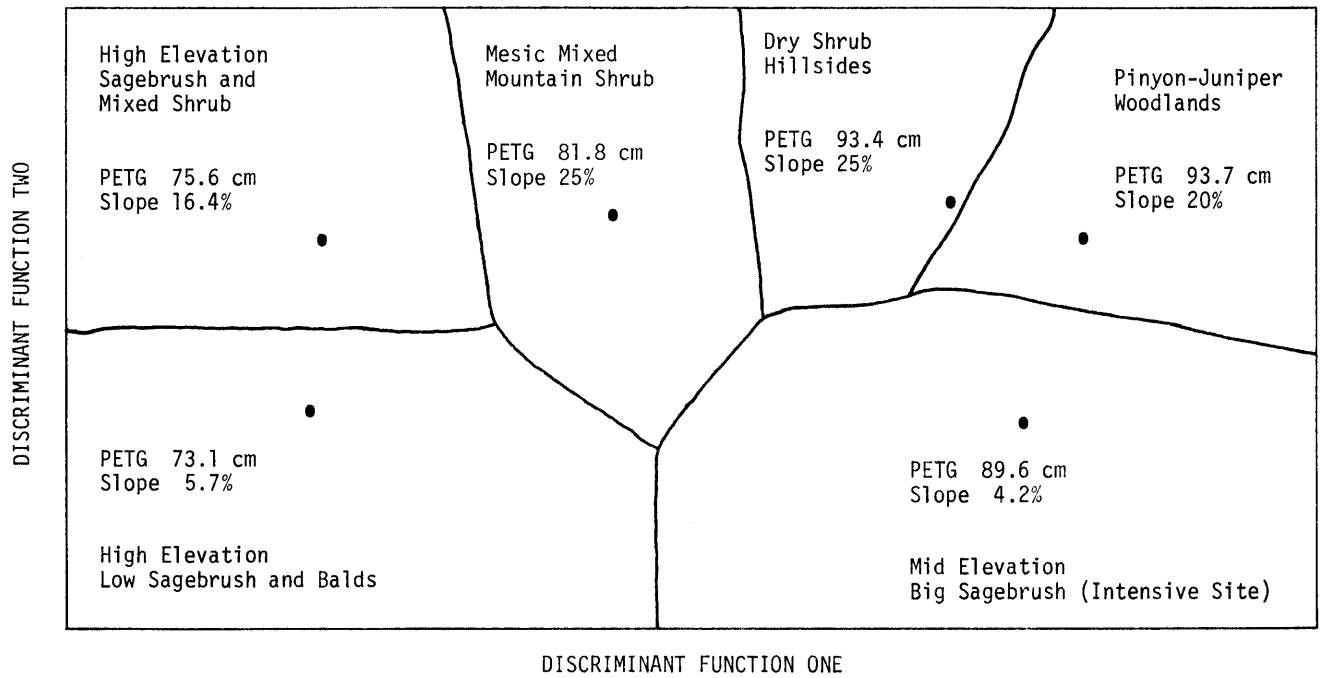 High Elevation
Sagebrush and
Mixed Shrub
PETG 75.6 cm
Slope 16.4%
Mesic Mixed
Mountain Shrub
PETG 81.8 cm
Slope 25%
Dry Shrub
Hillsides
PETG 93.4 cm
Slope 25%
Pinyon-Juniper
Woodlands
PETG 93.7 cm
Slope 20%
PETG 73.1 cm
Slope 5.7%
High Elevation
Low Sagebrush and Balds
PETG 89.6 cm
Slope 4.2%
Mid Elevation
Big Sagebrush (Intensive Site)
DISCRIMINANT FUNCTION TWO
DISCRIMINANT FUNCTION ONE